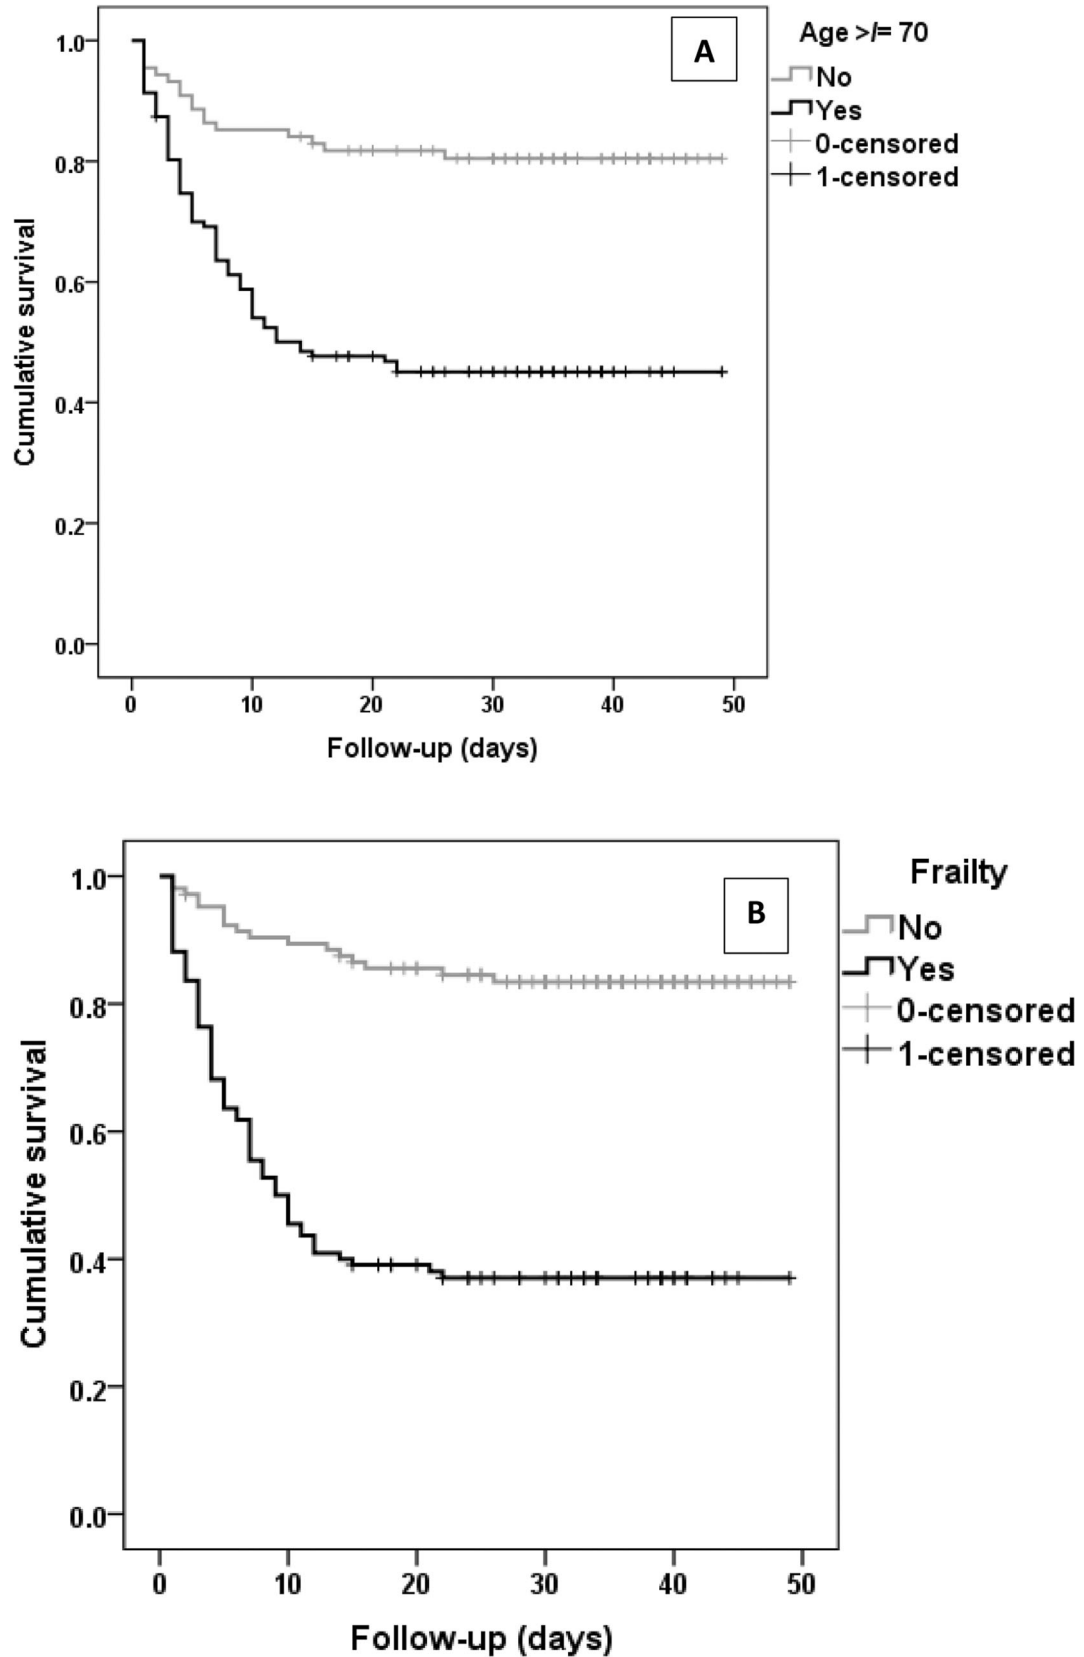 A
Age >/= 70
No
Yes
0-censored
1-censored
1.0
0.8
0.6
0.4
0.2
0.0
Cumulative survival
0 10 20 30 40 50
Follow-up (days)
B
Frailty
No
Yes
0-censored
1-censored
1.0
0.8
0.6
0.4
0.2
0.0
Cumulative survival
0 10 20 30 40 50
Follow-up (days)